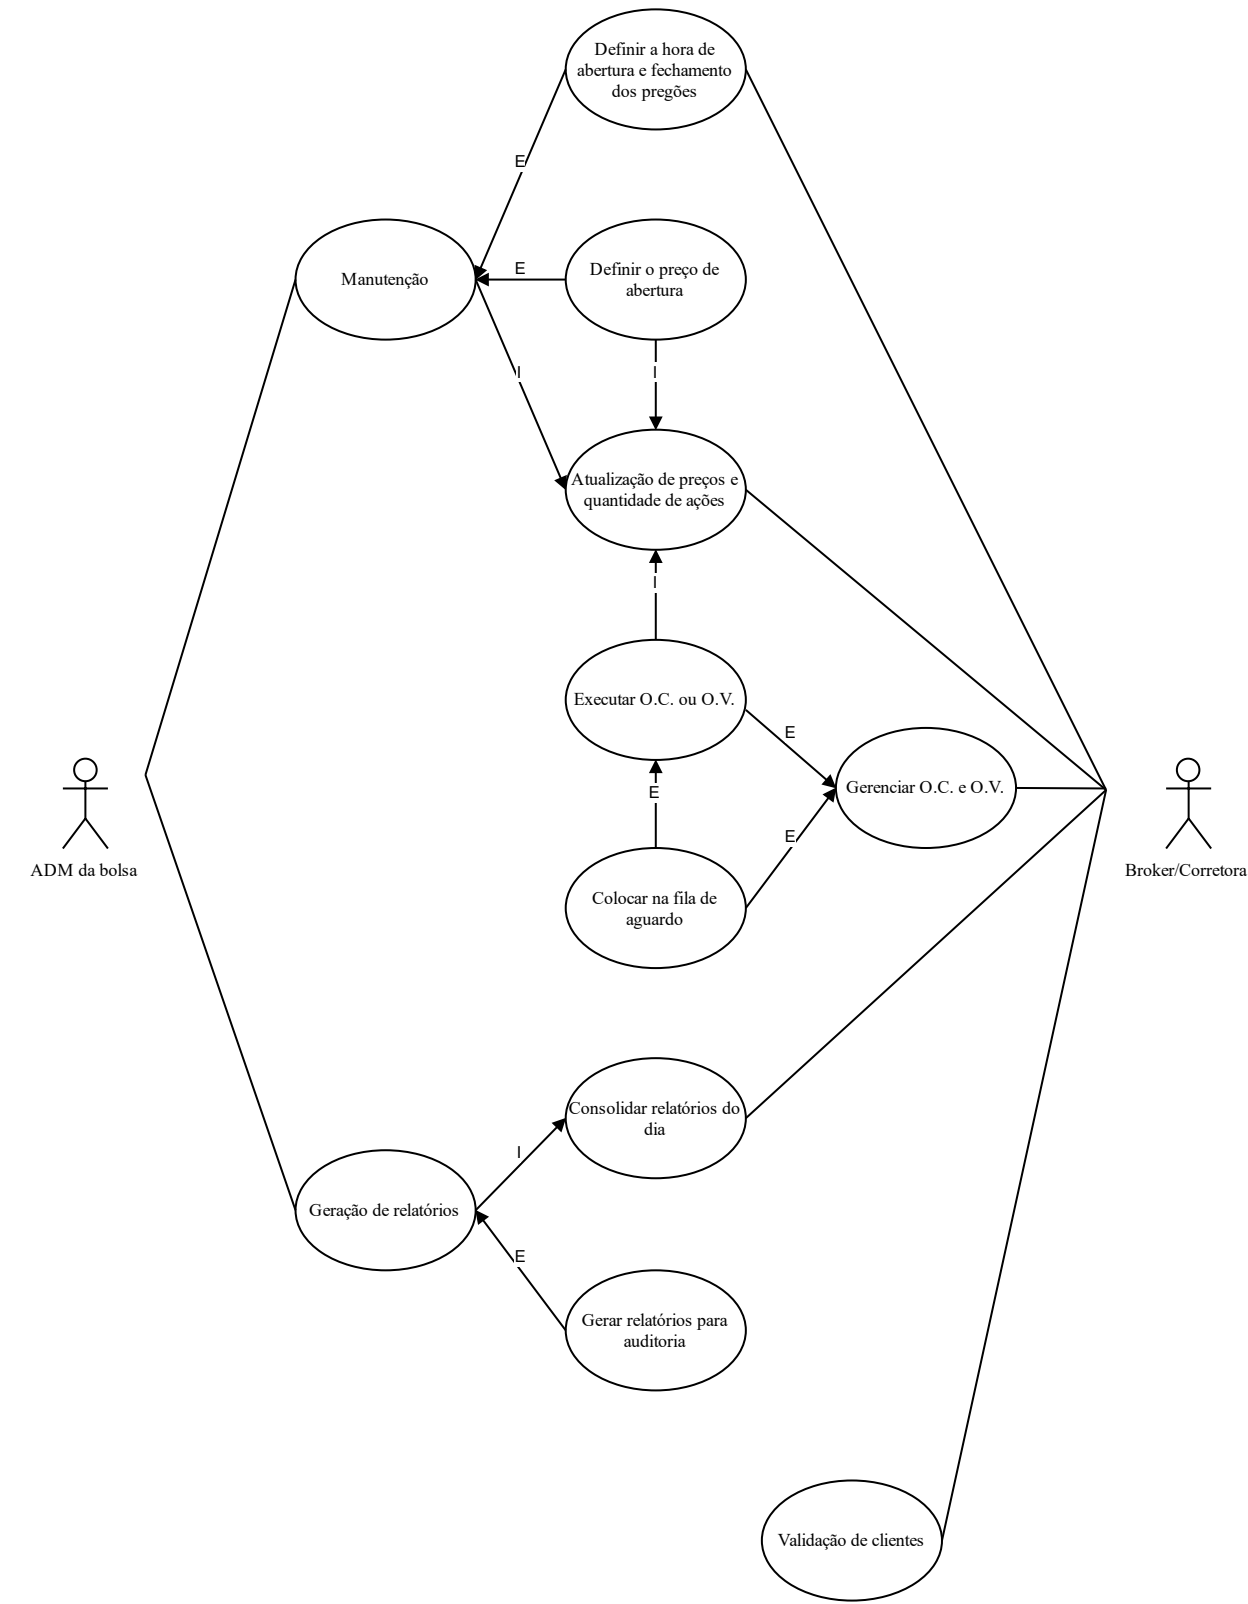 Definir a hora de
abertura e fechamento
dos pregões
E
Manutenção
E
Definir o preço de
abertura
I
I
Atualização de preços e
quantidade de ações
I
Executar O.C. ou O.V.
E
Gerenciar O.C. e O.V.
E
E
ADM da bolsa
Broker/Corretora
Colocar na fila de
aguardo
Consolidar relatórios do
dia
I
Geração de relatórios
E
Gerar relatórios para
auditoria
Validação de clientes